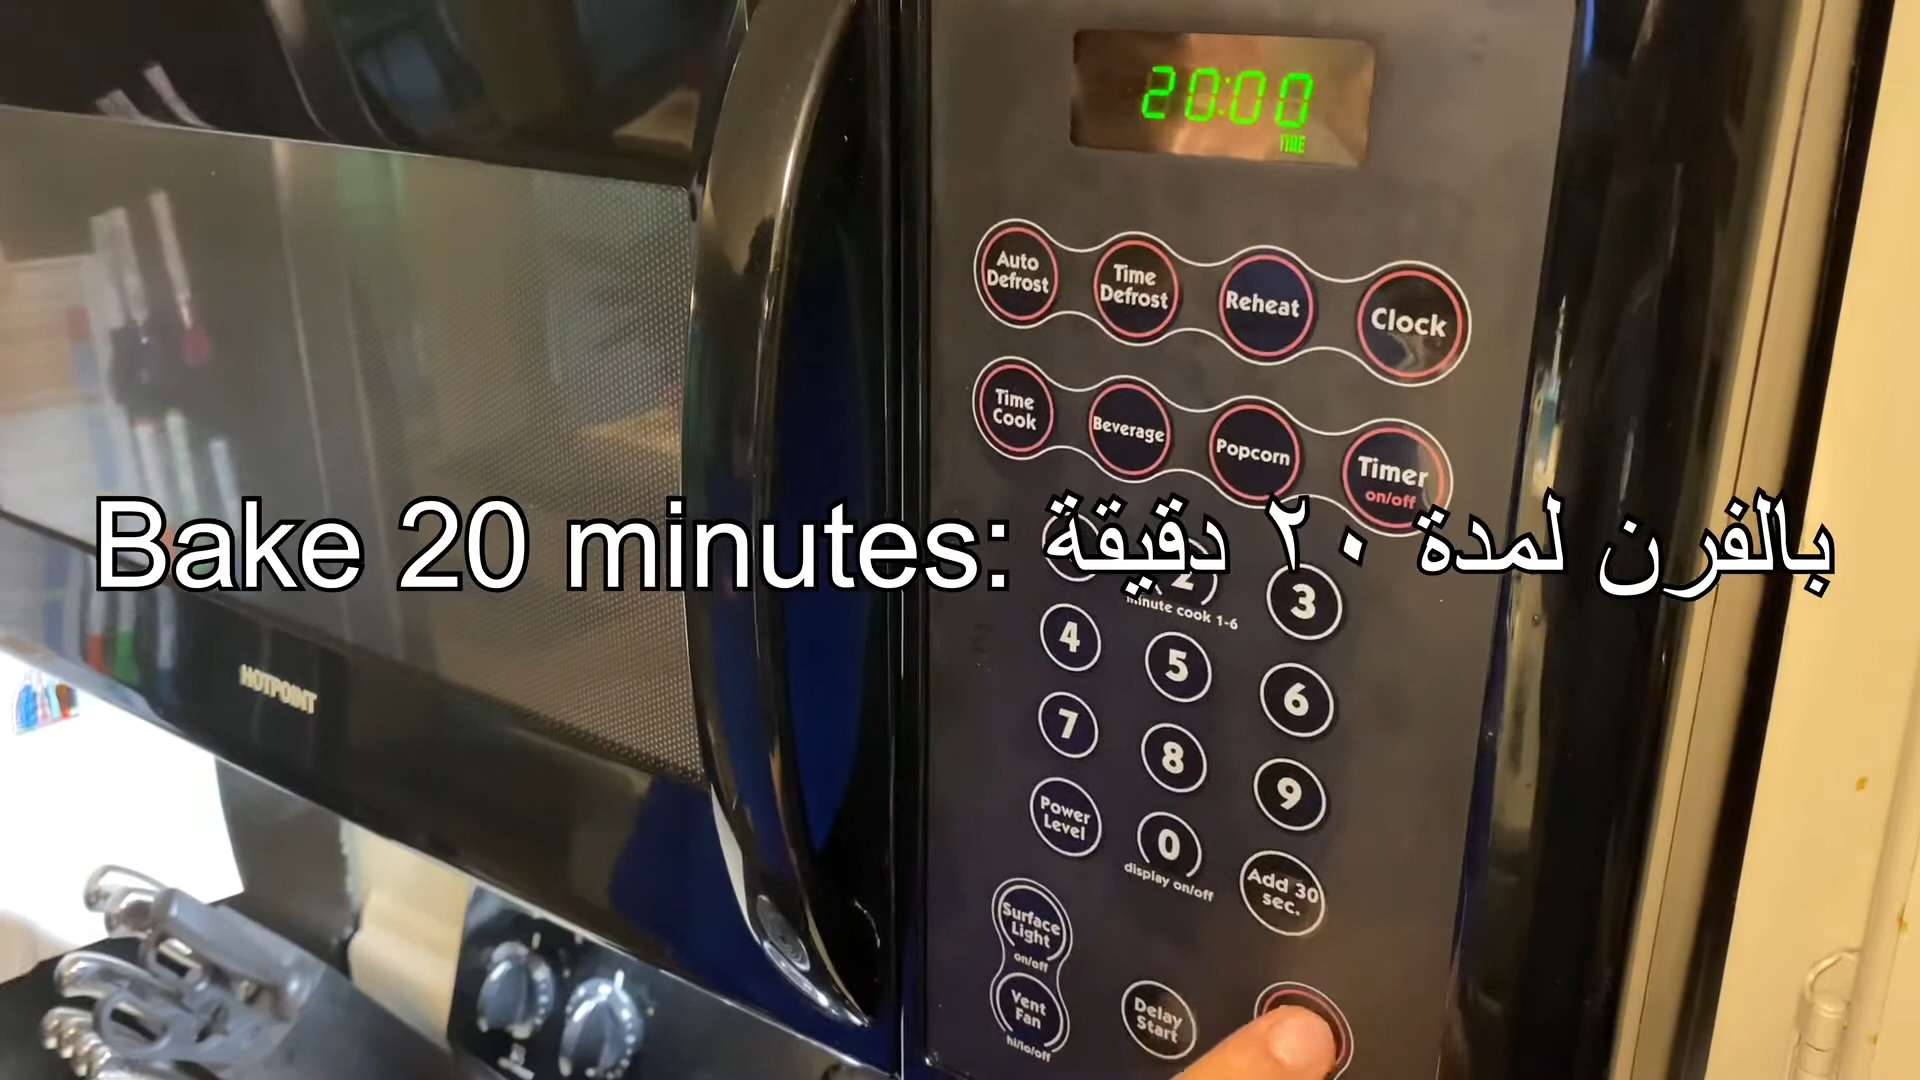 20:00
TIME
Auto Defrost
Time Defrost
Reheat
Clock
Time Cook
Beverage
Popcorn
Timer
on/off
Bake 20 minutes: بالفرن لمدة ٢٠ دقيقة
2
3
minute cook 1-6
4
5
6
HOTPOINT
7
8
9
Power Level
0
display on/off
Add 30 sec.
Surface Light
on/off
Vent Fan
hi/lo/off
Delay Start